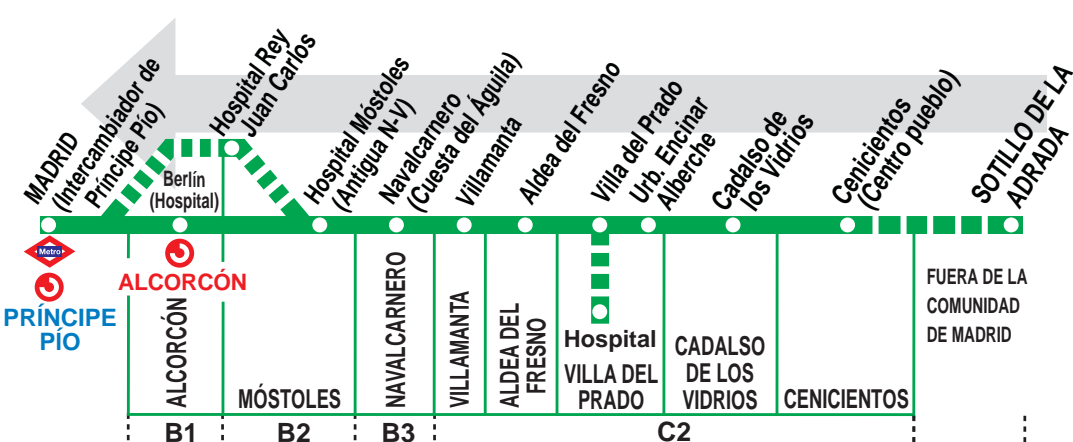 MADRID
(Intercambiador de
Príncipe Pío)
Berlín
(Hospital)
Hospital Rey
Juan Carlos
Hospital Móstoles
(Antigua N-V)
Navalcarnero
(Cuesta del Águila)
Villamanta
Aldea del Fresno
Villa del Prado
Urb. Encinar
Alberche
Cadalso de
los Vidrios
Cenicientos
(Centro pueblo)
SOTILLO DE LA
ADRADA
Metro
PRÍNCIPE
PÍO
ALCORCÓN
ALCORCÓN
MÓSTOLES
NAVALCARNERO
VILLAMANTA
ALDEA DEL
FRESNO
Hospital
VILLA DEL
PRADO
CADALSO
DE LOS
VIDRIOS
CENICIENTOS
FUERA DE LA
COMUNIDAD
DE MADRID
B1
B2
B3
C2